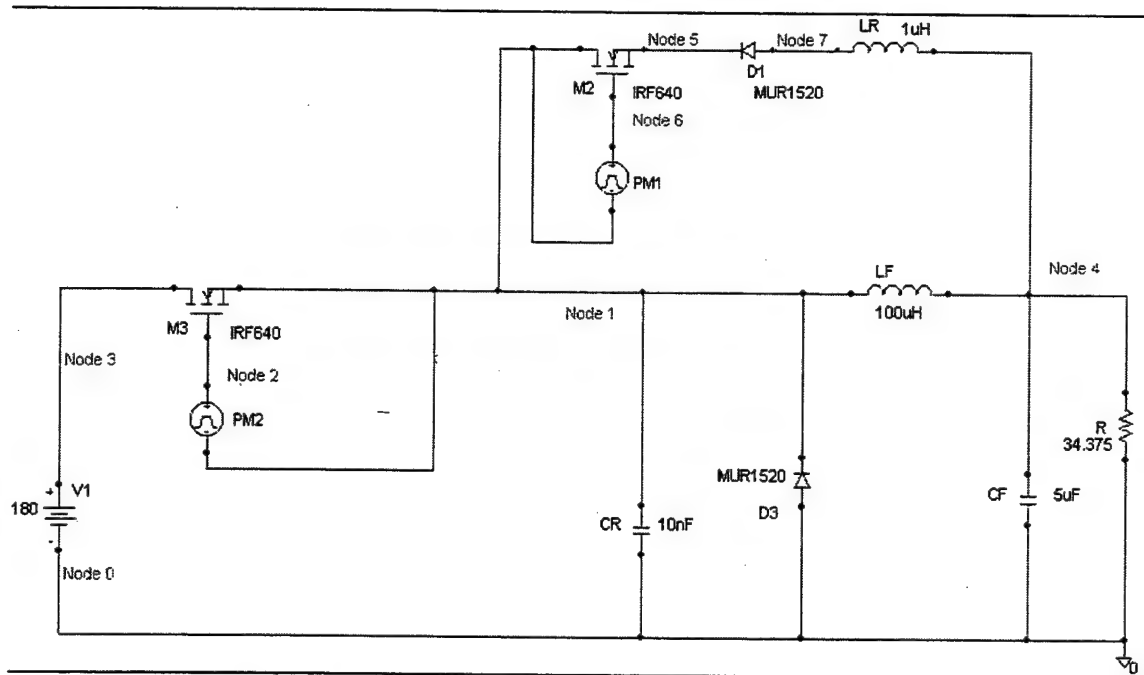 LR 1uH
Node 5
Node 7
D1
MUR1520
M2
IRF640
Node 6
PM1
Node 4
LF
100uH
Node 1
M3
IRF640
Node 3
Node 2
PM2
R
34.375
MUR1520
D3
+ V1
180
-
CR 10nF
CF 5uF
Node 0
0